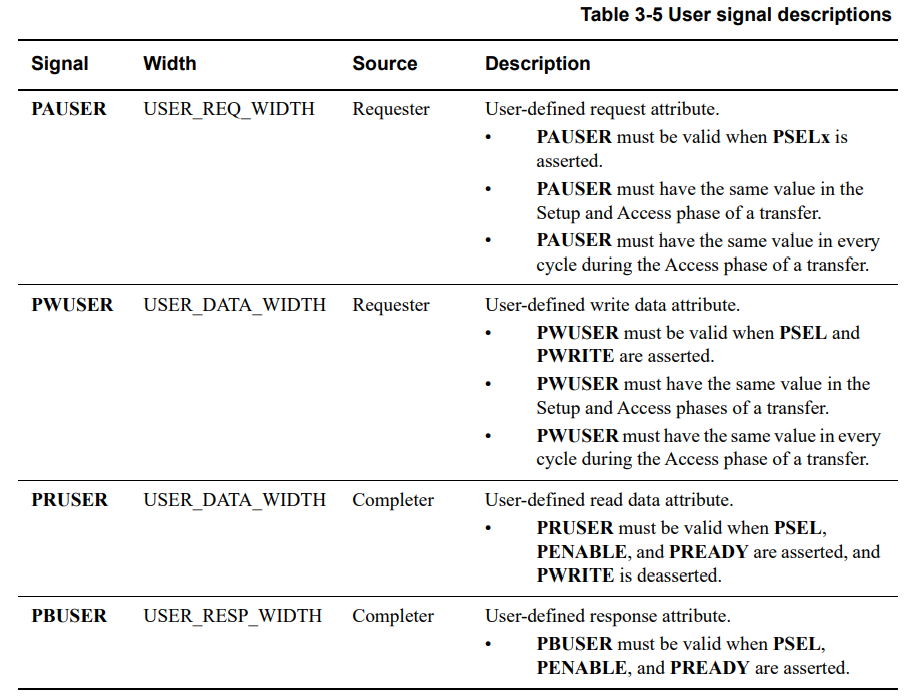 Table 3-5 User signal descriptions
Signal Width Source Description
PAUSER USER_REQ_WIDTH Requester User-defined request attribute.
• PAUSER must be valid when PSELx is
asserted.
• PAUSER must have the same value in the
Setup and Access phase of a transfer.
• PAUSER must have the same value in every
cycle during the Access phase of a transfer.
PWUSER USER_DATA_WIDTH Requester User-defined write data attribute.
• PWUSER must be valid when PSEL and
PWRITE are asserted.
• PWUSER must have the same value in the
Setup and Access phases of a transfer.
• PWUSER must have the same value in every
cycle during the Access phase of a transfer.
PRUSER USER_DATA_WIDTH Completer User-defined read data attribute.
• PRUSER must be valid when PSEL,
PENABLE, and PREADY are asserted, and
PWRITE is deasserted.
PBUSER USER_RESP_WIDTH Completer User-defined response attribute.
• PBUSER must be valid when PSEL,
PENABLE, and PREADY are asserted.